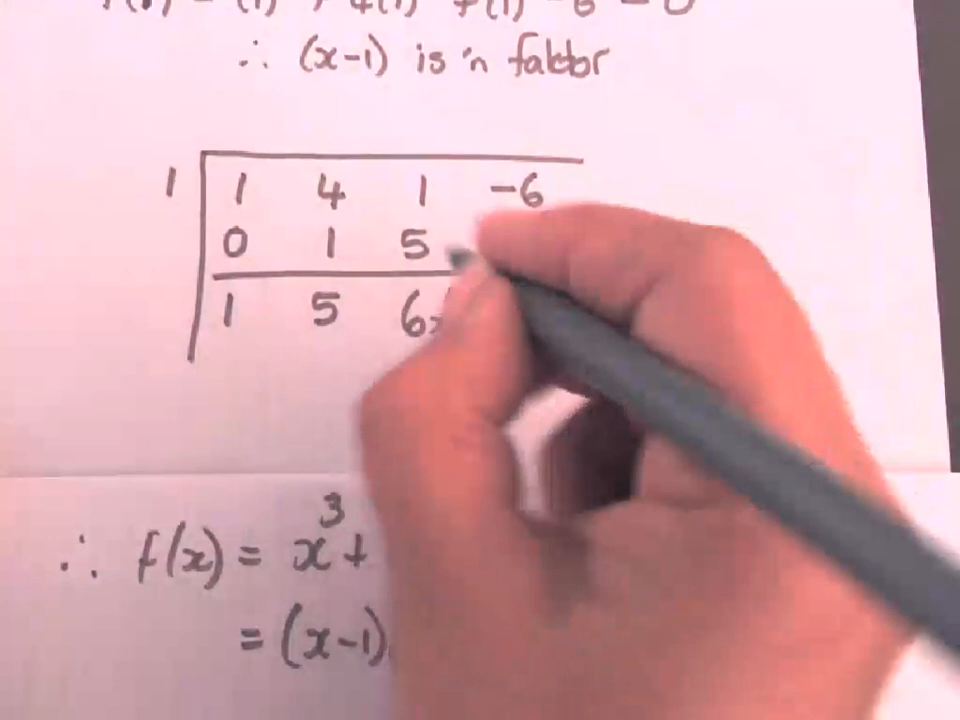 ∴ (x-1) is 'n faktor
1 1 4 1 -6
0 1 5
1 5 6
∴ f(x) = x³ +
= (x-1)